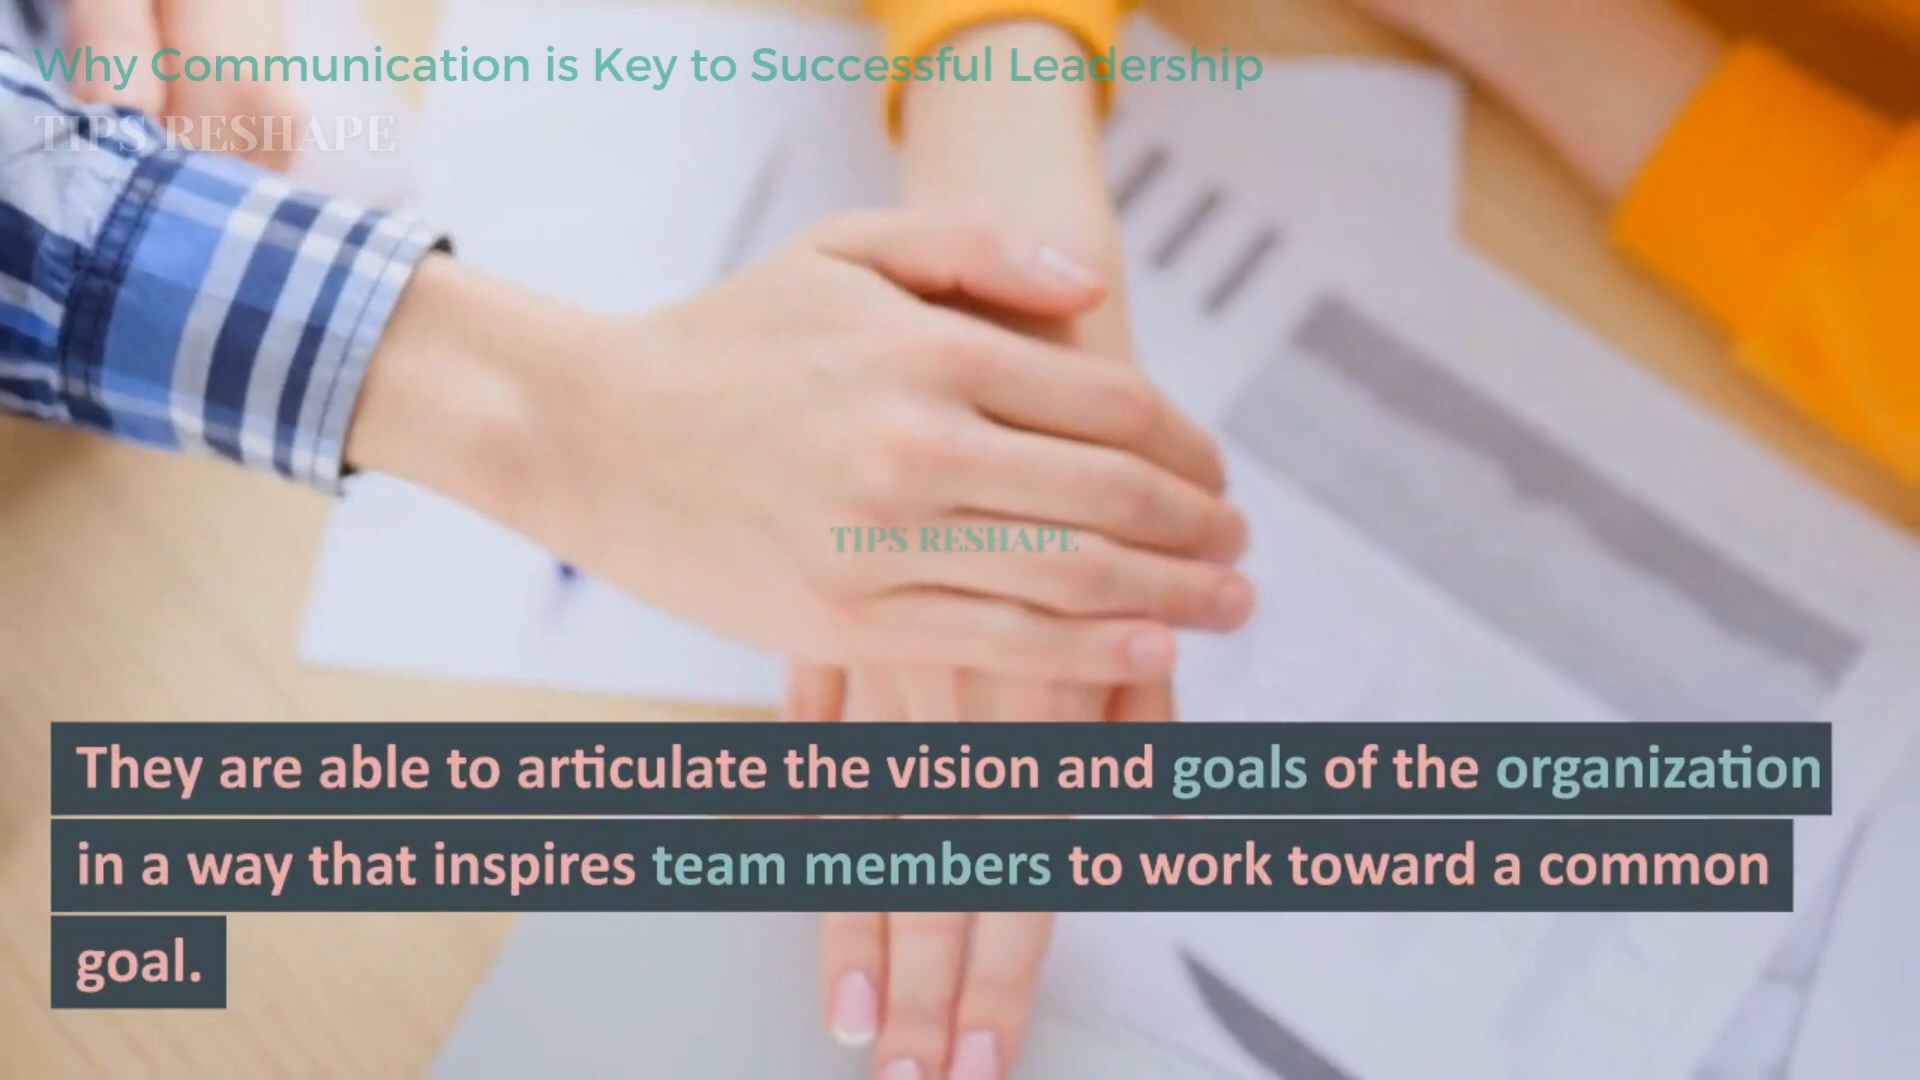 Why Communication is Key to Successful Leadership
TIPS RESHAPE
TIPS RESHAPE
They are able to articulate the vision and goals of the organization
in a way that inspires team members to work toward a common
goal.